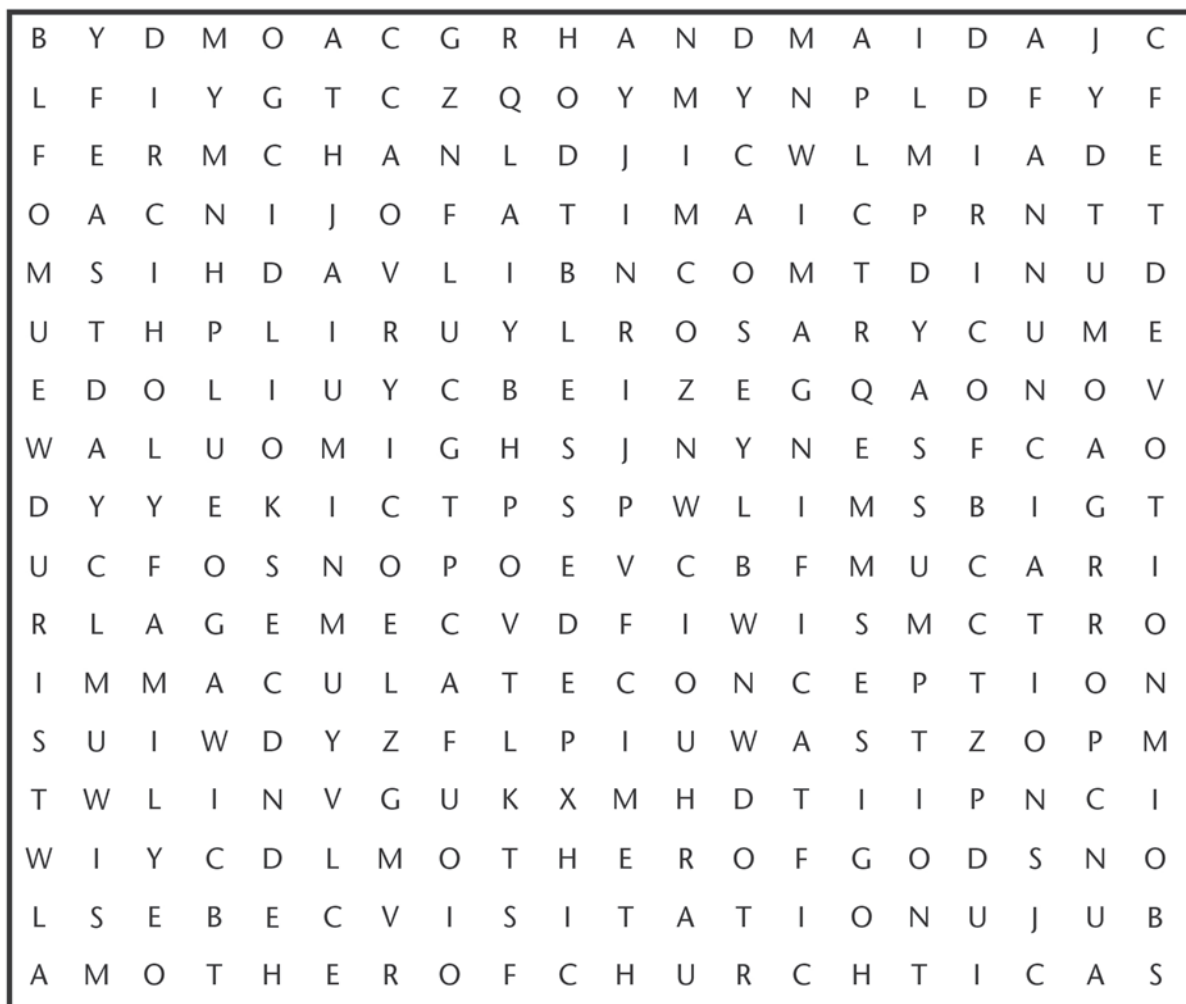 B Y D M O A C G R H A N D M A I D A J C
L F I Y G T C Z Q O Y M Y N P L D F Y F
F E R M C H A N L D J I C W L M I A D E
O A C N I J O F A T I M A I C P R N T T
M S I H D A V L I B N C O M T D I N U D
U T H P L I R U Y L R O S A R Y C U M E
E D O L I U Y C B E I Z E G Q A O N O V
W A L U O M I G H S J N Y N E S F C A O
D Y Y E K I C T P S P W L I M S B I G T
U C F O S N O P O E V C B F M U C A R I
R L A G E M E C V D F I W I S M C T R O
I M M A C U L A T E C O N C E P T I O N
S U I W D Y Z F L P I U W A S T Z O P M
T W L I N V G U K X M H D T I I P N C I
W I Y C D L M O T H E R O F G O D S N O
L S E B E C V I S I T A T I O N U J U B
A M O T H E R O F C H U R C H T I C A S